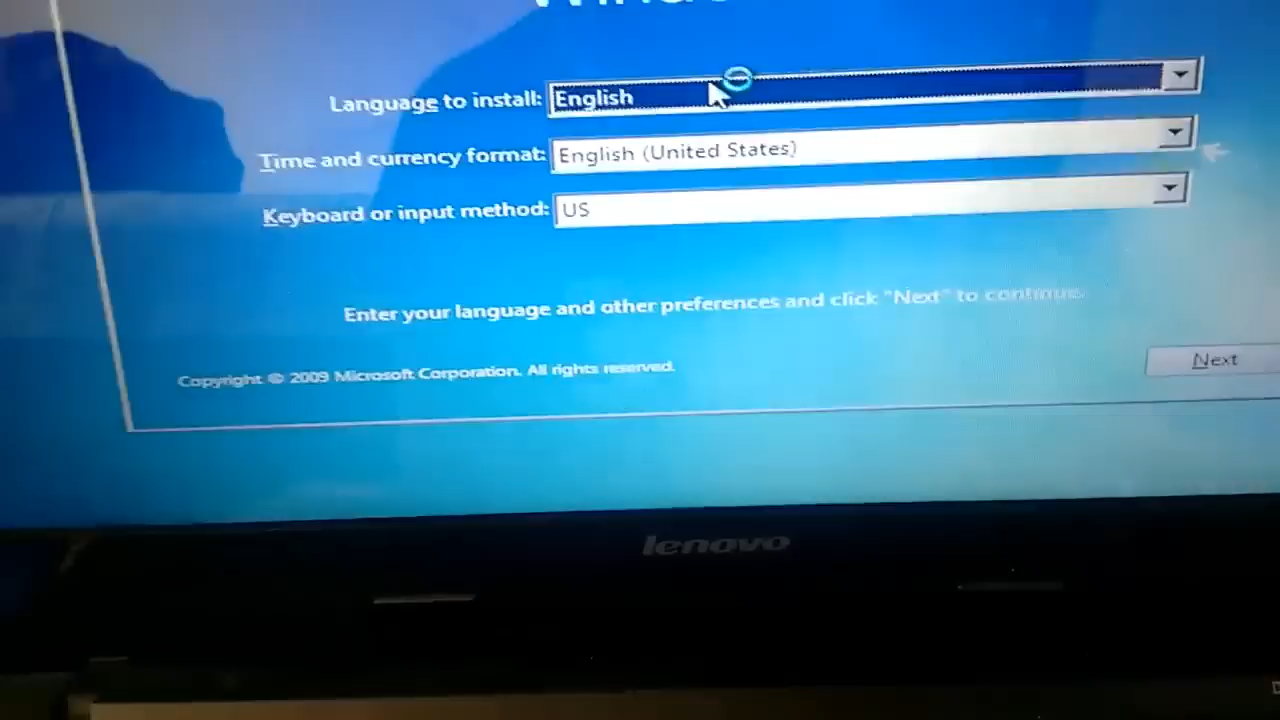 Language to install: English
Time and currency format: English (United States)
Keyboard or input method: US
Enter your language and other preferences and click "Next" to continue.
Copyright © 2009 Microsoft Corporation. All rights reserved.
Next
lenovo